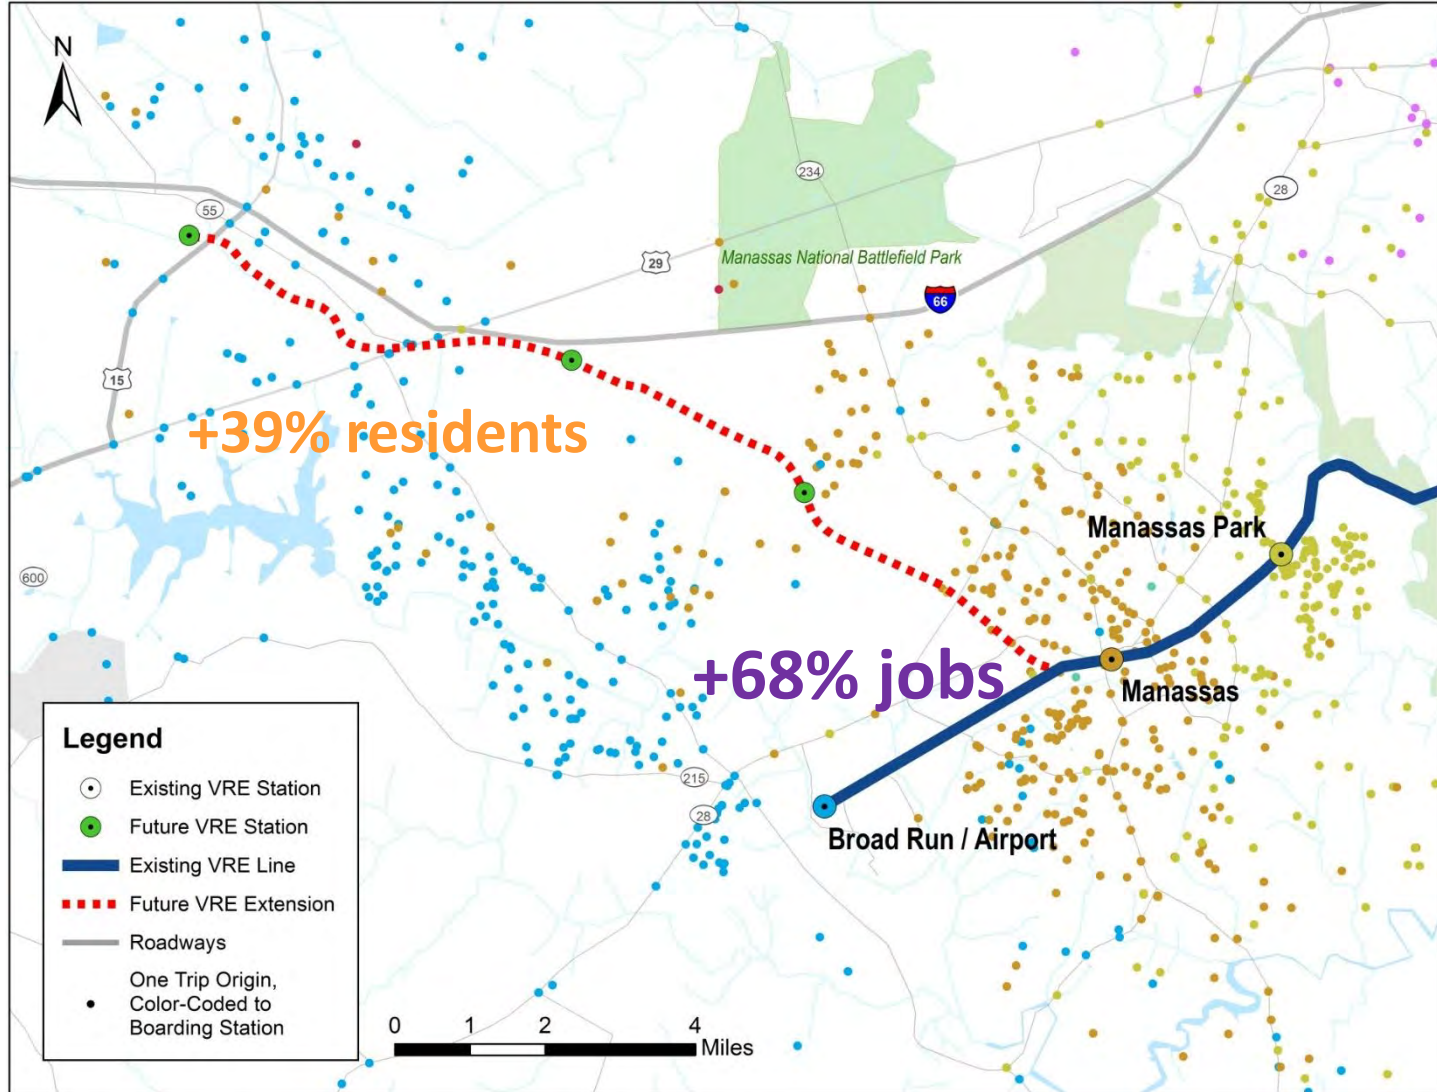 N
55
234
28
29
Manassas National Battlefield Park
66
15
+39% residents
Manassas Park
600
+68% jobs
Manassas
215
28
Broad Run / Airport
Legend
Existing VRE Station
Future VRE Station
Existing VRE Line
Future VRE Extension
Roadways
One Trip Origin,
Color-Coded to
Boarding Station
0 1 2 4
Miles